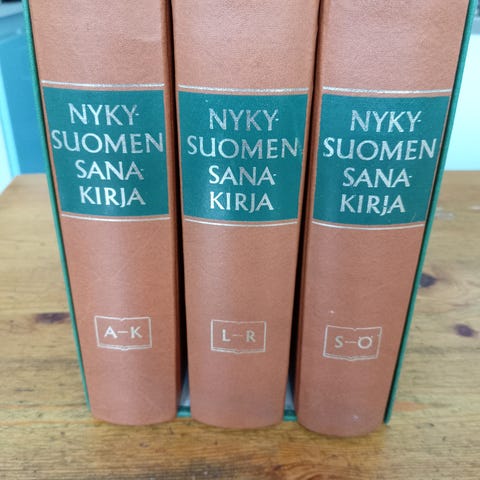 NYKY-
SUOMEN
SANA-
KIRJA
A–K
NYKY-
SUOMEN
SANA-
KIRJA
L–R
NYKY-
SUOMEN
SANA-
KIRJA
S–Ö